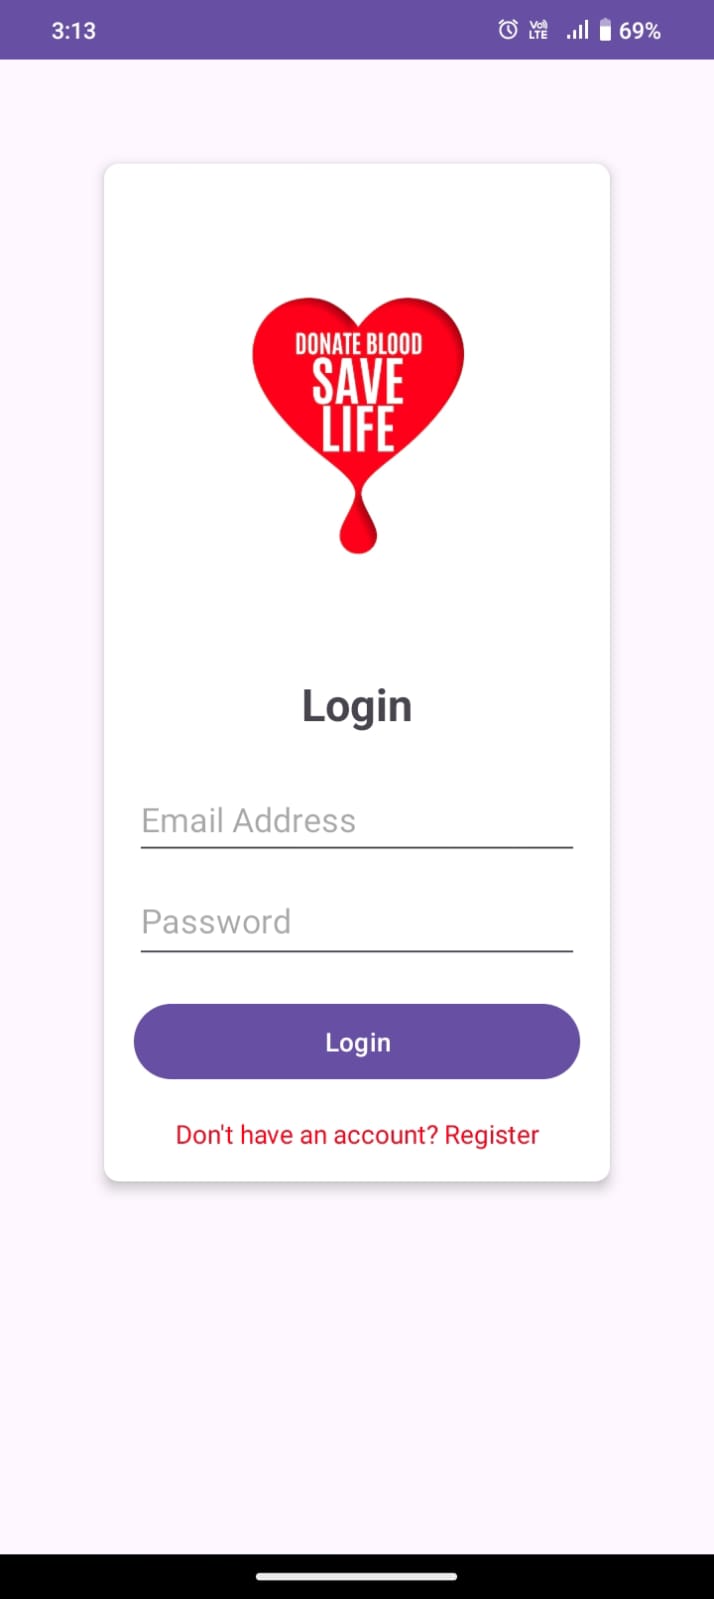 3:13 Vo) LTE 69%
DONATE BLOOD
SAVE
LIFE
Login
Email Address
Password
Login
Don't have an account? Register